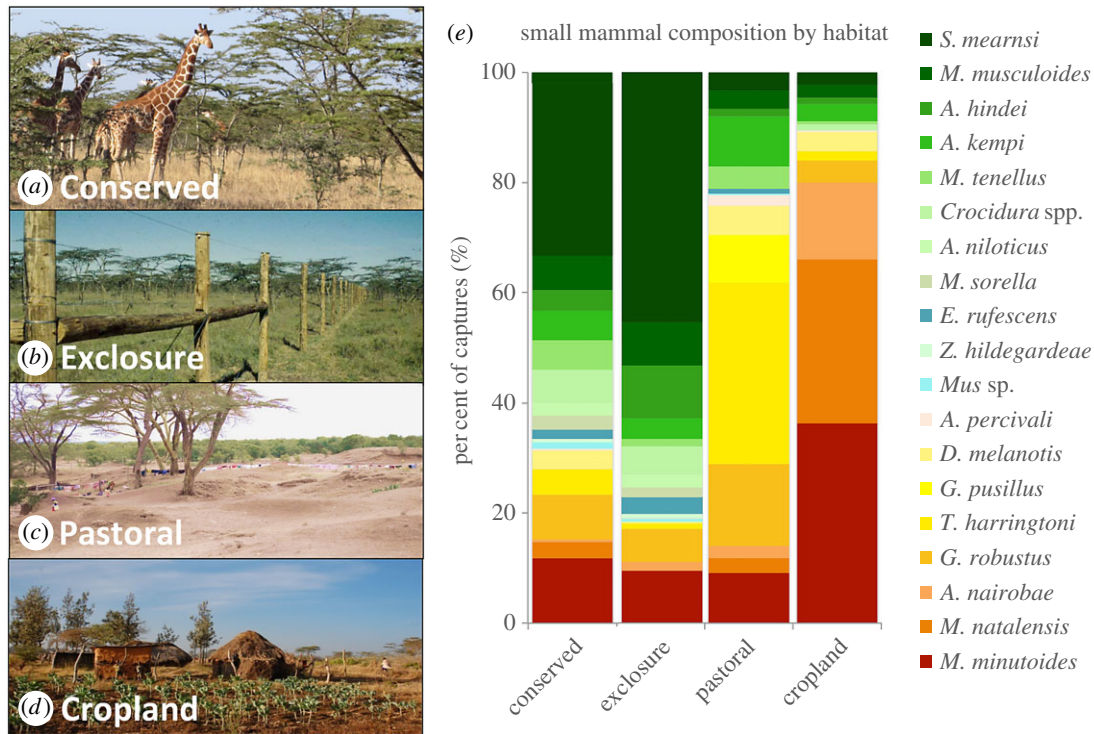 (a) Conserved
(b) Exclosure
(c) Pastoral
(d) Cropland
(e) small mammal composition by habitat
per cent of captures (%)
100
80
60
40
20
0
conserved
exclosure
pastoral
cropland
S. mearnsi
M. musculoides
A. hindei
A. kempi
M. tenellus
Crocidura spp.
A. niloticus
M. sorella
E. rufescens
Z. hildegardeae
Mus sp.
A. percivali
D. melanotis
G. pusillus
T. harringtoni
G. robustus
A. nairobae
M. natalensis
M. minutoides